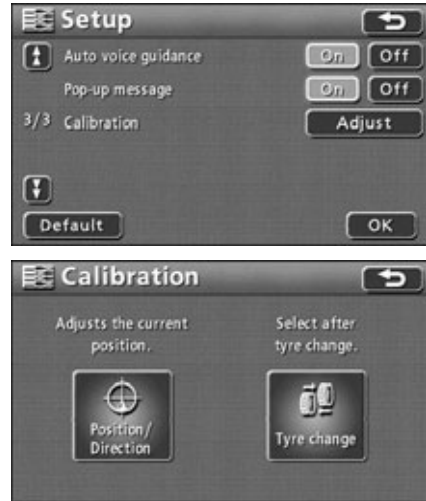 Setup
Auto voice guidance On Off
Pop-up message On Off
3/3 Calibration Adjust
Default OK
Calibration
Adjusts the current
position.
Select after
tyre change.
Position/
Direction
Tyre change